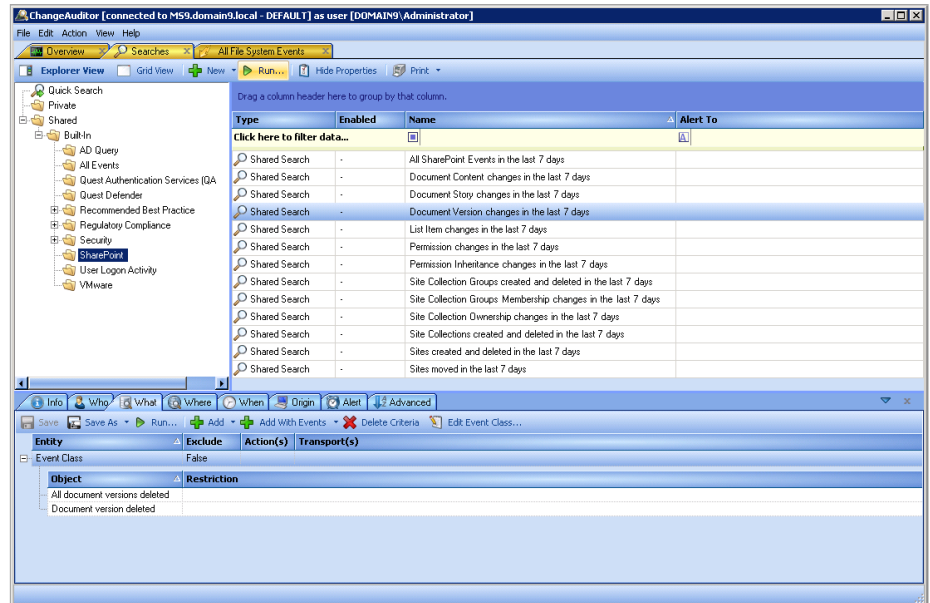 ChangeAuditor [connected to MS9.domain9.local - DEFAULT] as user [DOMAIN9\Administrator]
File Edit Action View Help
Overview Searches All File System Events
Explorer View Grid View New Run... Hide Properties Print
Quick Search
Private
Shared
Built-In
AD Query
All Events
Quest Authentication Services (QA
Quest Defender
Recommended Best Practice
Regulatory Compliance
Security
SharePoint
User Logon Activity
VMware
Drag a column header here to group by that column.
Type Enabled Name Alert To
Click here to filter data...
Shared Search - All SharePoint Events in the last 7 days
Shared Search - Document Content changes in the last 7 days
Shared Search - Document Story changes in the last 7 days
Shared Search - Document Version changes in the last 7 days
Shared Search - List Item changes in the last 7 days
Shared Search - Permission changes in the last 7 days
Shared Search - Permission Inheritance changes in the last 7 days
Shared Search - Site Collection Groups created and deleted in the last 7 days
Shared Search - Site Collection Groups Membership changes in the last 7 days
Shared Search - Site Collection Ownership changes in the last 7 days
Shared Search - Site Collections created and deleted in the last 7 days
Shared Search - Sites created and deleted in the last 7 days
Shared Search - Sites moved in the last 7 days
Info Who What Where When Origin Alert Advanced
Save Save As Run... Add Add With Events Delete Criteria Edit Event Class...
Entity Exclude Action(s) Transport(s)
Event Class False
Object Restriction
All document versions deleted
Document version deleted